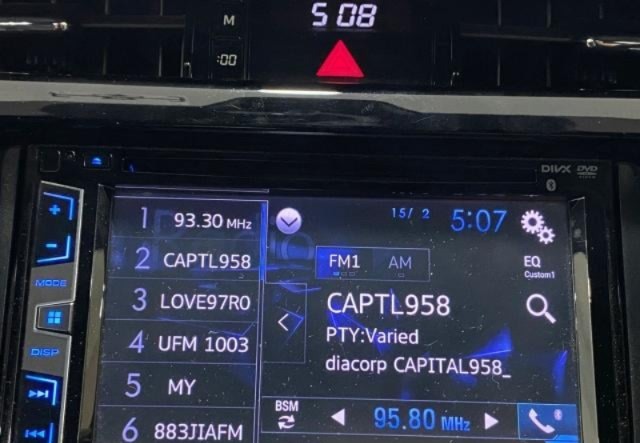 M
5 08
:00
DIVX DVD
+
15/ 2 5:07
1 93.30 MHz
FM1 AM
EQ
Custom1
2 CAPTL958
−
MODE
CAPTL958
3 LOVE97R0
PTY:Varied
4 UFM 1003
DISP
diacorp CAPITAL958_
5 MY
BSM
95.80 MHz
6 883JIAFM